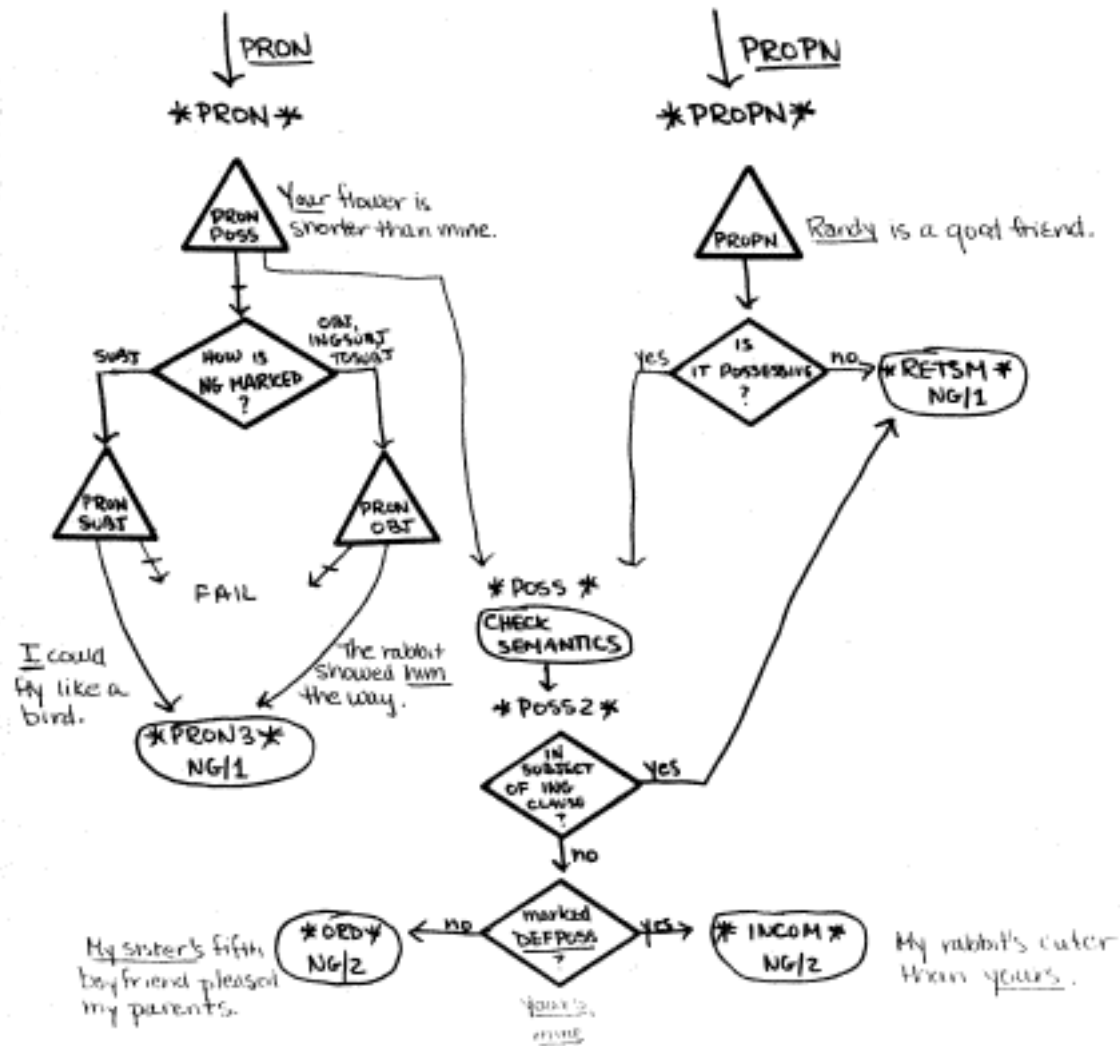 PRON
PROPN
*PRON*
*PROPN*
PRON
POSS
Your flower is
shorter than mine.
PROPN
Randy is a good friend.
SUBJ
HOW IS
NG MARKED
?
OBJ,
INGSUBJ
TOSUBJ
yes
IS
IT POSSESSIVE
?
no
*RETSM*
NG/1
PRON
SUBJ
PRON
OBJ
FAIL
*POSS*
CHECK
SEMANTICS
I could
fly like a
bird.
The rabbit
showed him
the way.
*PRON3*
NG/1
*POSS2*
IN
SUBJECT
OF ING
CLAUSE
?
yes
no
My sister's fifth
boyfriend pleased
my parents.
*ORD*
NG/2
no
marked
DEFPOSS
?
yes
*INCOM*
NG/2
My rabbit's cuter
than yours.
yours,
mine